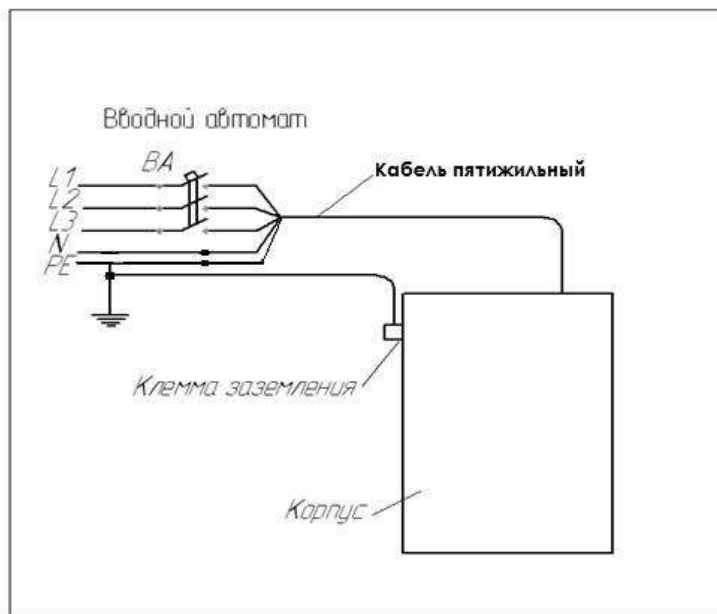 Вводной автомат
ВА
Кабель пятижильный
L1
L2
L3
N
PE
Клемма заземления
Корпус